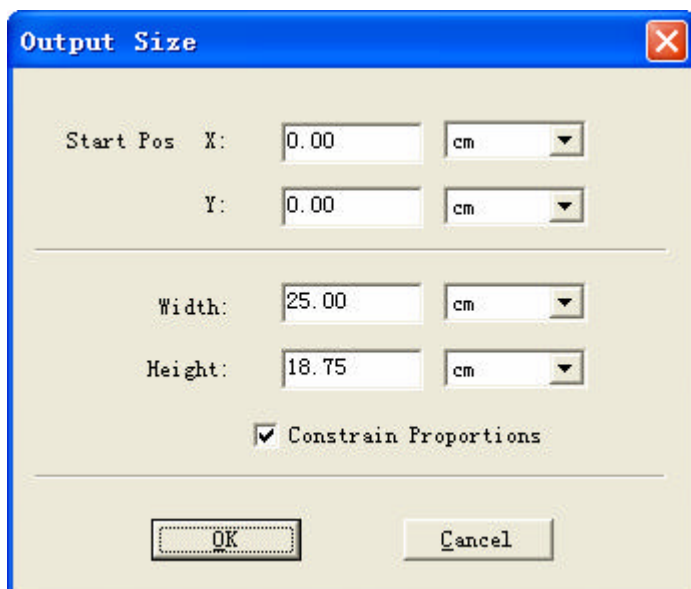 Output Size
Start Pos X: 0.00 cm
Y: 0.00 cm
Width: 25.00 cm
Height: 18.75 cm
Constrain Proportions
OK Cancel